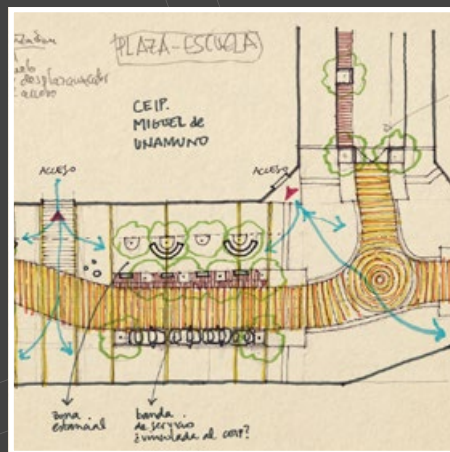 PLAZA-ESCUELA
CEIP.
MIGUEL de
UNAMUNO
ACCESO
ACCESO
zona
estancial
banda
de servicio
¿vinculada al CEIP?